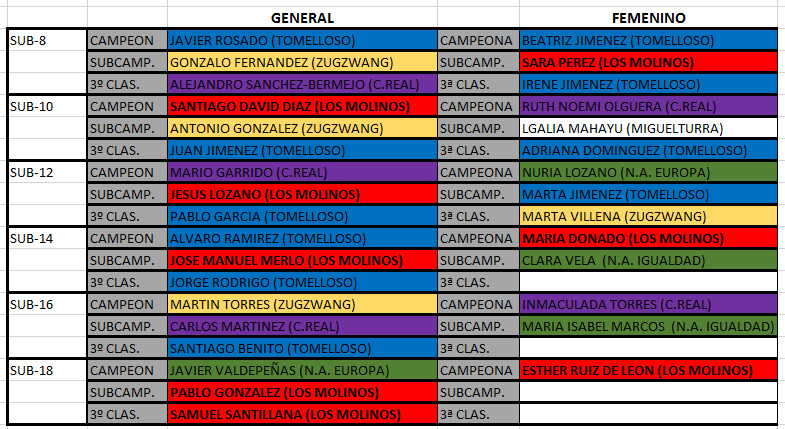 GENERAL FEMENINO
SUB-8 CAMPEON JAVIER ROSADO (TOMELLOSO) CAMPEONA BEATRIZ JIMENEZ (TOMELLOSO)
SUBCAMP. GONZALO FERNANDEZ (ZUGZWANG) SUBCAMP. SARA PEREZ (LOS MOLINOS)
3º CLAS. ALEJANDRO SANCHEZ-BERMEJO (C.REAL) 3ª CLAS. IRENE JIMENEZ (TOMELLOSO)
SUB-10 CAMPEON SANTIAGO DAVID DIAZ (LOS MOLINOS) CAMPEONA RUTH NOEMI OLGUERA (C.REAL)
SUBCAMP. ANTONIO GONZALEZ (ZUGZWANG) SUBCAMP. LGALIA MAHAYU (MIGUELTURRA)
3º CLAS. JUAN JIMENEZ (TOMELLOSO) 3ª CLAS. ADRIANA DOMINGUEZ (TOMELLOSO)
SUB-12 CAMPEON MARIO GARRIDO (C.REAL) CAMPEONA NURIA LOZANO (N.A. EUROPA)
SUBCAMP. JESUS LOZANO (LOS MOLINOS) SUBCAMP. MARTA JIMENEZ (TOMELLOSO)
3º CLAS. PABLO GARCIA (TOMELLOSO) 3ª CLAS. MARTA VILLENA (ZUGZWANG)
SUB-14 CAMPEON ALVARO RAMIREZ (TOMELLOSO) CAMPEONA MARIA DONADO (LOS MOLINOS)
SUBCAMP. JOSE MANUEL MERLO (LOS MOLINOS) SUBCAMP. CLARA VELA (N.A. IGUALDAD)
3º CLAS. JORGE RODRIGO (TOMELLOSO) 3ª CLAS.
SUB-16 CAMPEON MARTIN TORRES (ZUGZWANG) CAMPEONA INMACULADA TORRES (C.REAL)
SUBCAMP. CARLOS MARTINEZ (C.REAL) SUBCAMP. MARIA ISABEL MARCOS (N.A. IGUALDAD)
3º CLAS. SANTIAGO BENITO (TOMELLOSO) 3ª CLAS.
SUB-18 CAMPEON JAVIER VALDEPEÑAS (N.A. EUROPA) CAMPEONA ESTHER RUIZ DE LEON (LOS MOLINOS)
SUBCAMP. PABLO GONZALEZ (LOS MOLINOS) SUBCAMP.
3º CLAS. SAMUEL SANTILLANA (LOS MOLINOS) 3ª CLAS.